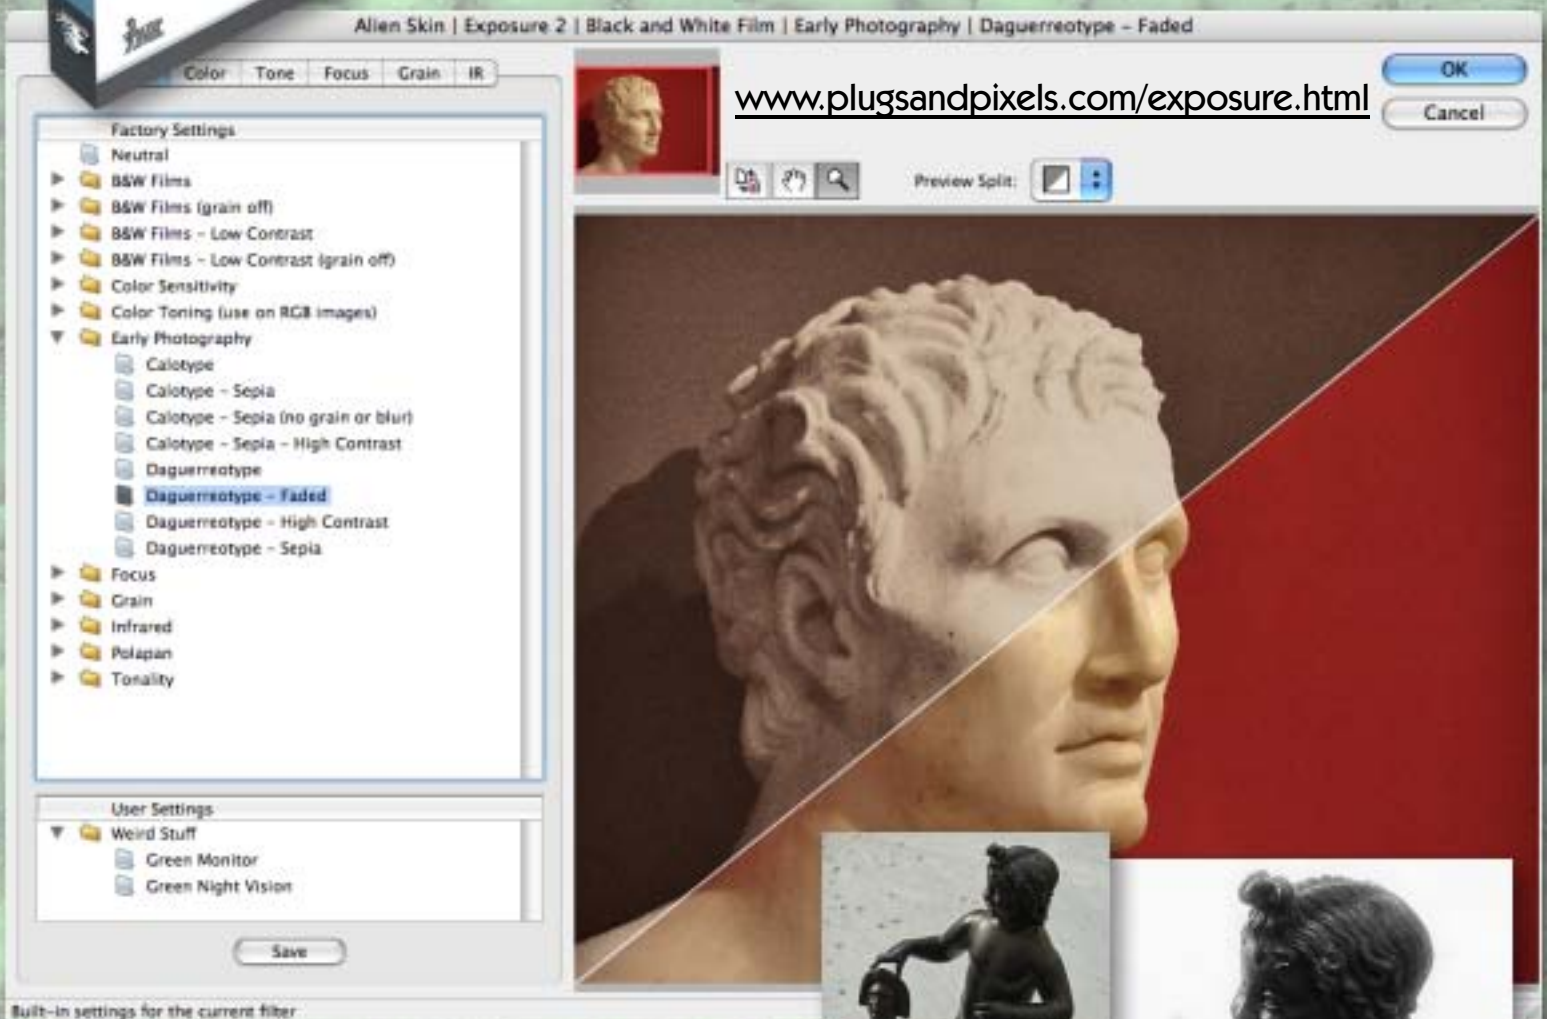 Alien Skin | Exposure 2 | Black and White Film | Early Photography | Daguerreotype - Faded
Color Tone Focus Grain IR
www.plugsandpixels.com/exposure.html
OK
Cancel
Preview Split:
Factory Settings
Neutral
B&W Films
B&W Films (grain off)
B&W Films - Low Contrast
B&W Films - Low Contrast (grain off)
Color Sensitivity
Color Toning (use on RGB images)
Early Photography
Calotype
Calotype - Sepia
Calotype - Sepia (no grain or blur)
Calotype - Sepia - High Contrast
Daguerreotype
Daguerreotype - Faded
Daguerreotype - High Contrast
Daguerreotype - Sepia
Focus
Grain
Infrared
Polapan
Tonality
User Settings
Weird Stuff
Green Monitor
Green Night Vision
Save
Built-in settings for the current filter